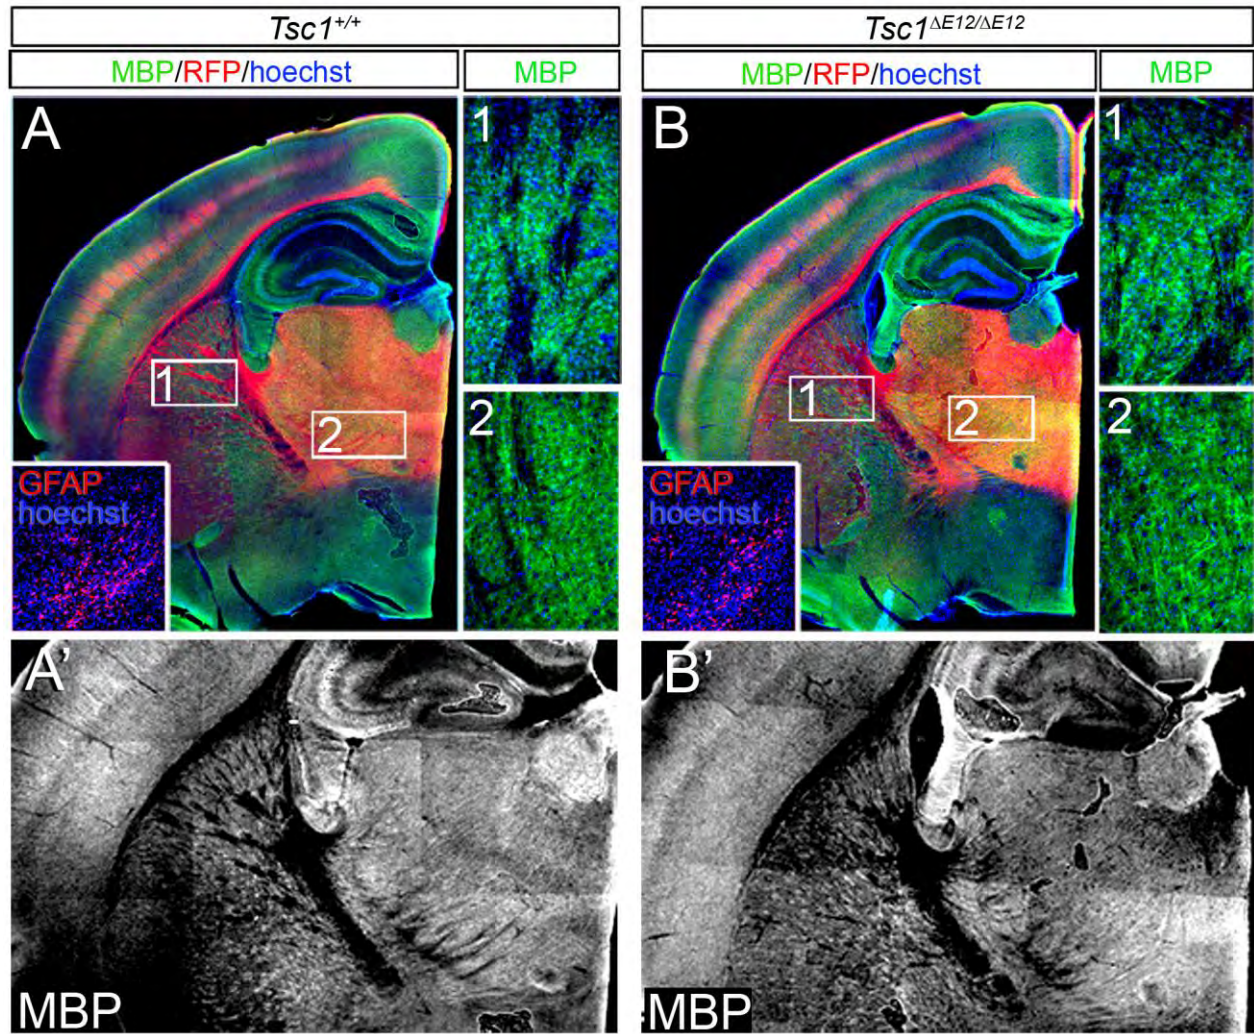 Tsc1+/+
MBP/RFP/hoechst
MBP
A
1
1
2
2
GFAP
hoechst
A'
MBP
Tsc1ΔE12/ΔE12
MBP/RFP/hoechst
MBP
B
1
1
2
2
GFAP
hoechst
B'
MBP